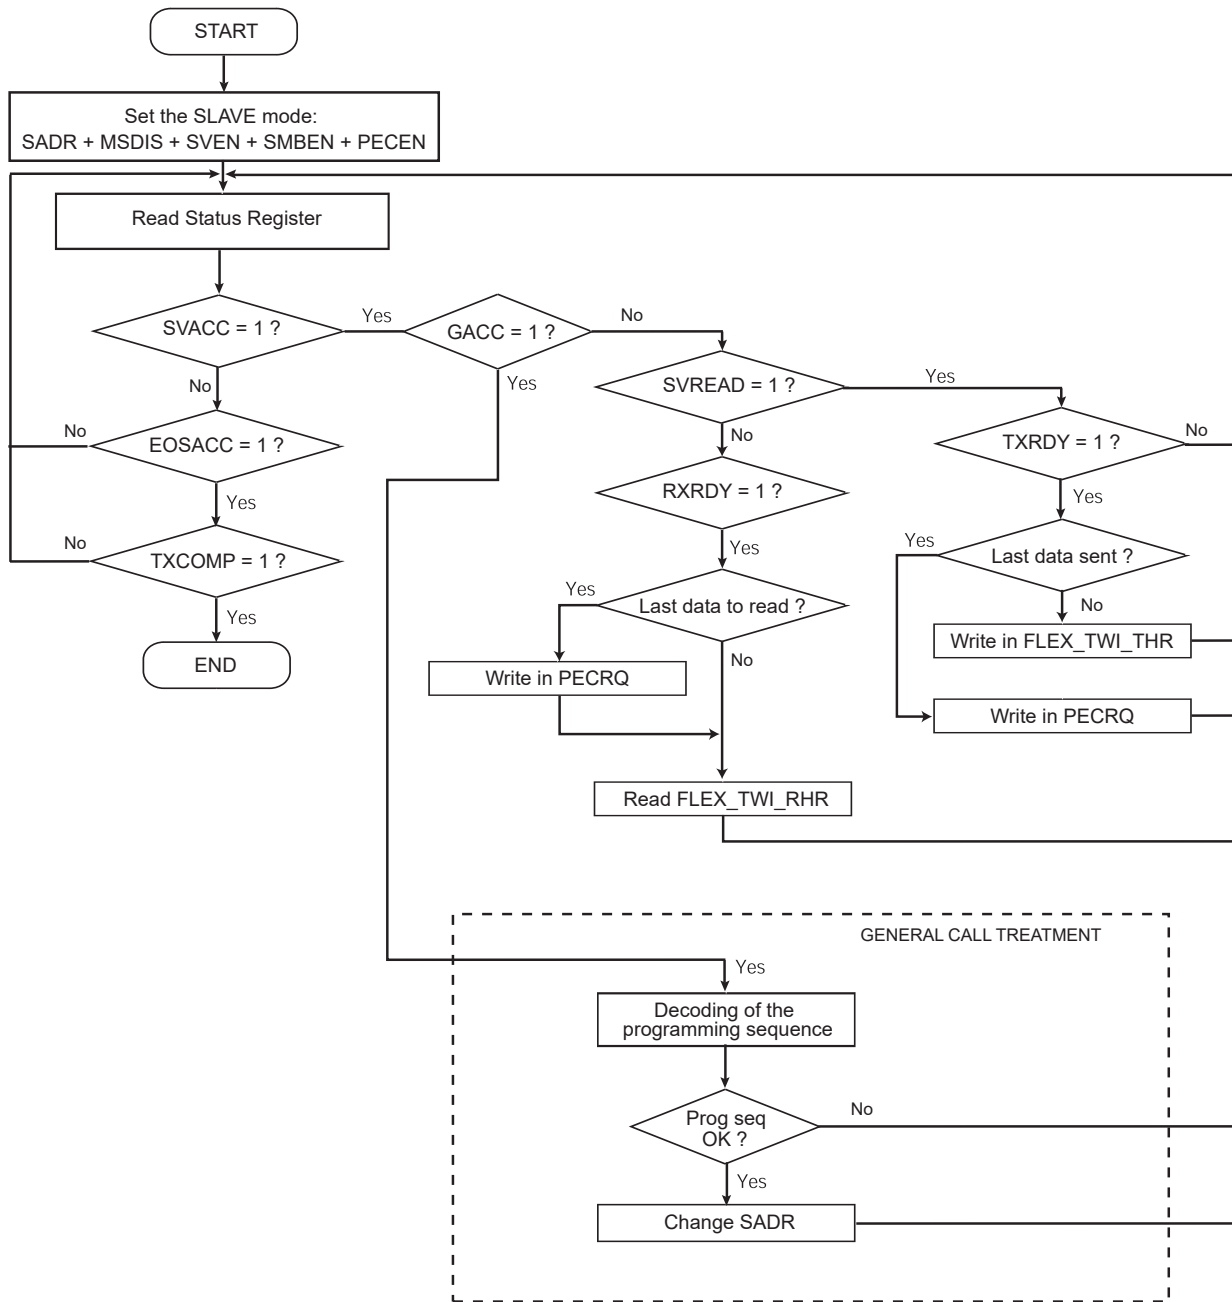 START
Set the SLAVE mode:
SADR + MSDIS + SVEN + SMBEN + PECEN
Read Status Register
SVACC = 1 ?
Yes
GACC = 1 ?
No
No
Yes
SVREAD = 1 ?
Yes
No
EOSACC = 1 ?
No
TXRDY = 1 ?
No
Yes
RXRDY = 1 ?
Yes
No
TXCOMP = 1 ?
Yes
Yes
Last data sent ?
Yes
Last data to read ?
No
Yes
END
No
Write in FLEX_TWI_THR
Write in PECRQ
Write in PECRQ
Read FLEX_TWI_RHR
GENERAL CALL TREATMENT
Yes
Decoding of the
programming sequence
Prog seq
OK ?
No
Yes
Change SADR